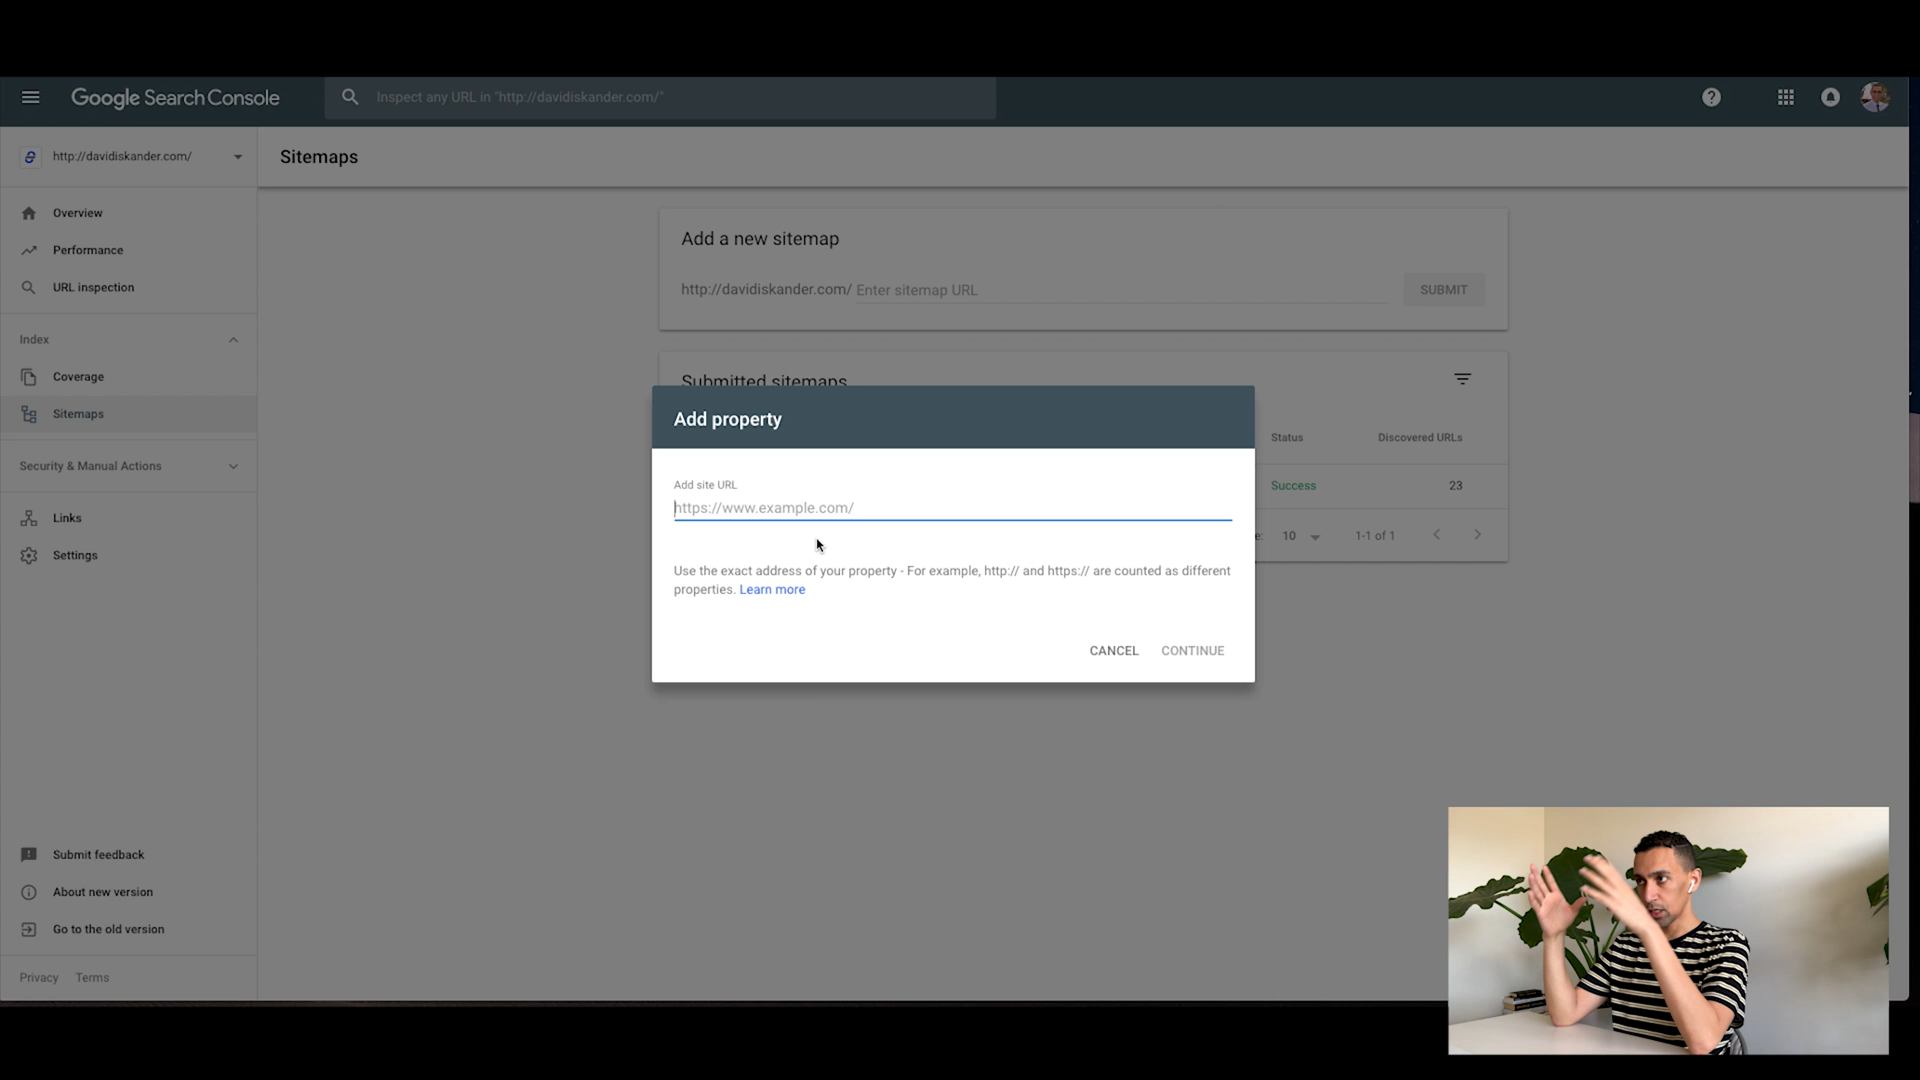 Google Search Console
Inspect any URL in "http://davidiskander.com/"
http://davidiskander.com/
Sitemaps
Overview
Performance
URL inspection
Index
Coverage
Sitemaps
Security & Manual Actions
Links
Settings
Submit feedback
About new version
Go to the old version
Privacy Terms
Add a new sitemap
http://davidiskander.com/ Enter sitemap URL
SUBMIT
Submitted sitemaps
Status Discovered URLs
Success 23
e: 10 1-1 of 1
Add property
Add site URL
https://www.example.com/
Use the exact address of your property - For example, http:// and https:// are counted as different
properties. Learn more
CANCEL CONTINUE